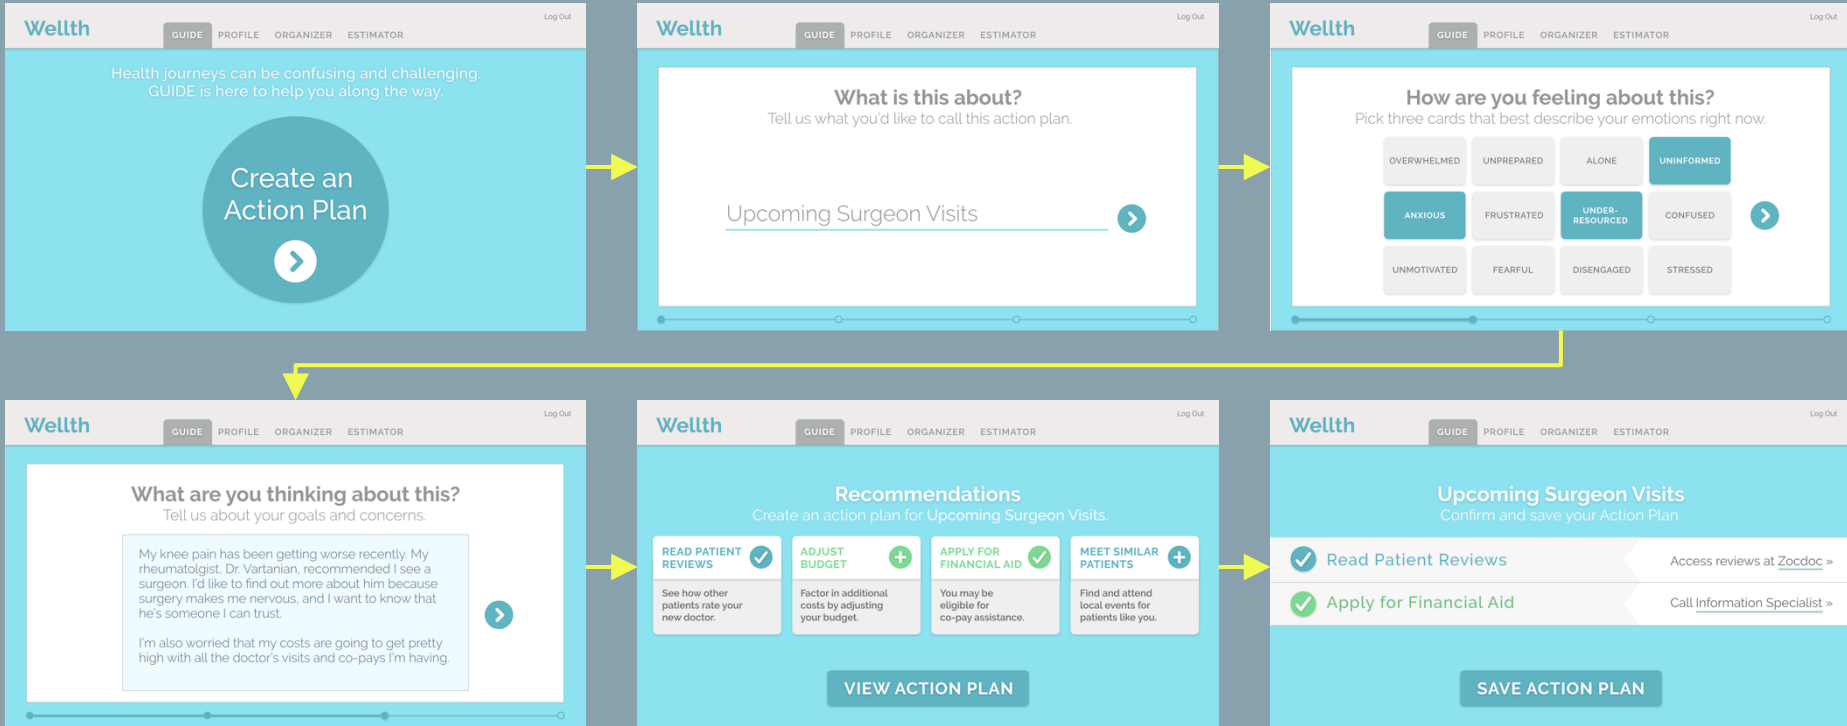 Wellth
Log Out
GUIDE PROFILE ORGANIZER ESTIMATOR
Health journeys can be confusing and challenging.
GUIDE is here to help you along the way.
Create an
Action Plan
Wellth
Log Out
GUIDE PROFILE ORGANIZER ESTIMATOR
What is this about?
Tell us what you'd like to call this action plan.
Upcoming Surgeon Visits
Wellth
Log Out
GUIDE PROFILE ORGANIZER ESTIMATOR
How are you feeling about this?
Pick three cards that best describe your emotions right now.
OVERWHELMED UNPREPARED ALONE UNINFORMED
ANXIOUS FRUSTRATED UNDER-
RESOURCED CONFUSED
UNMOTIVATED FEARFUL DISENGAGED STRESSED
Wellth
Log Out
GUIDE PROFILE ORGANIZER ESTIMATOR
What are you thinking about this?
Tell us about your goals and concerns.
My knee pain has been getting worse recently. My
rheumatolgist, Dr. Vartanian, recommended I see a
surgeon. I'd like to find out more about him because
surgery makes me nervous, and I want to know that
he's someone I can trust.
I'm also worried that my costs are going to get pretty
high with all the doctor's visits and co-pays I'm having.
Wellth
Log Out
GUIDE PROFILE ORGANIZER ESTIMATOR
Recommendations
Create an action plan for Upcoming Surgeon Visits.
READ PATIENT
REVIEWS
See how other
patients rate your
new doctor.
ADJUST
BUDGET
Factor in additional
costs by adjusting
your budget.
APPLY FOR
FINANCIAL AID
You may be
eligible for
co-pay assistance.
MEET SIMILAR
PATIENTS
Find and attend
local events for
patients like you.
VIEW ACTION PLAN
Wellth
Log Out
GUIDE PROFILE ORGANIZER ESTIMATOR
Upcoming Surgeon Visits
Confirm and save your Action Plan.
Read Patient Reviews
Access reviews at Zocdoc »
Apply for Financial Aid
Call Information Specialist »
SAVE ACTION PLAN